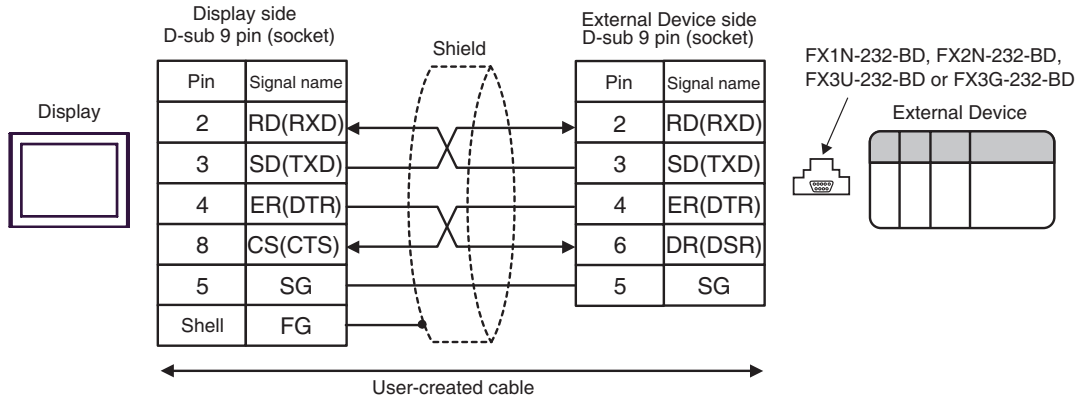 Display side
D-sub 9 pin (socket)
External Device side
D-sub 9 pin (socket)
Shield
FX1N-232-BD, FX2N-232-BD,
FX3U-232-BD or FX3G-232-BD
Display
External Device
Pin Signal name
2 RD(RXD)
3 SD(TXD)
4 ER(DTR)
8 CS(CTS)
5 SG
Shell FG
Pin Signal name
2 RD(RXD)
3 SD(TXD)
4 ER(DTR)
6 DR(DSR)
5 SG
User-created cable